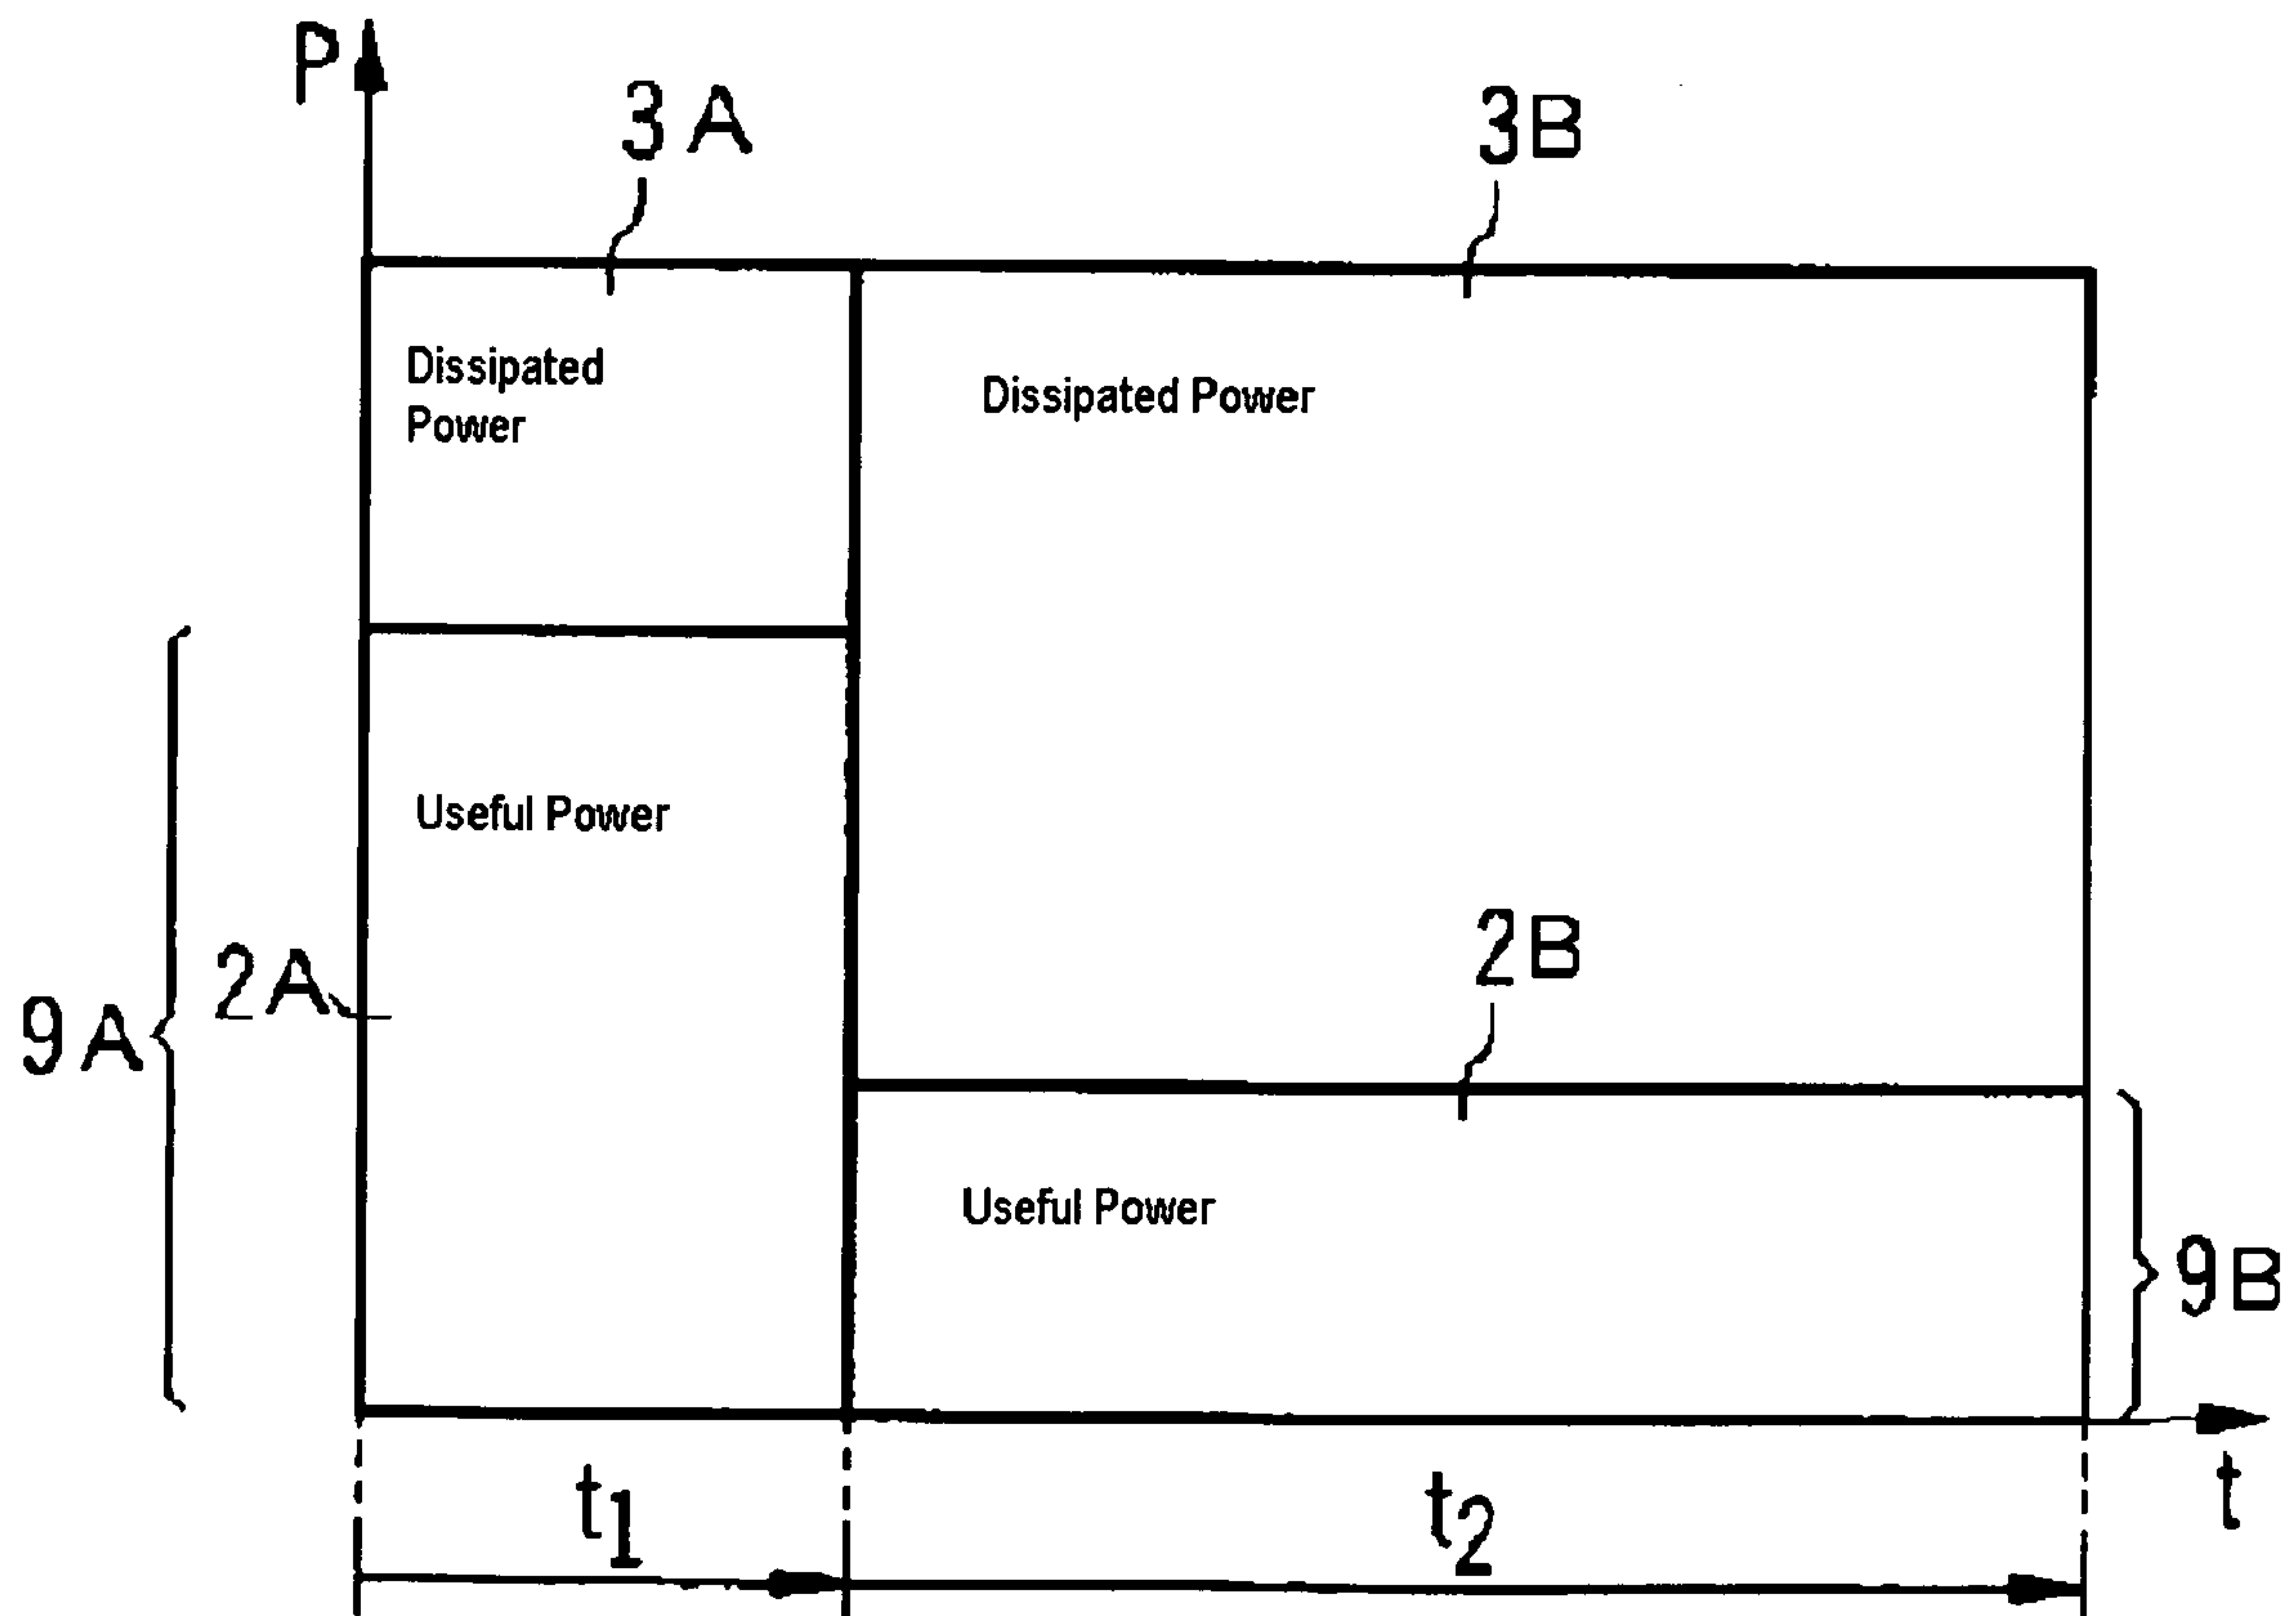 P
3A
3B
Dissipated
Power
Dissipated Power
Useful Power
2A
9A
2B
Useful Power
9B
t1
t2
t